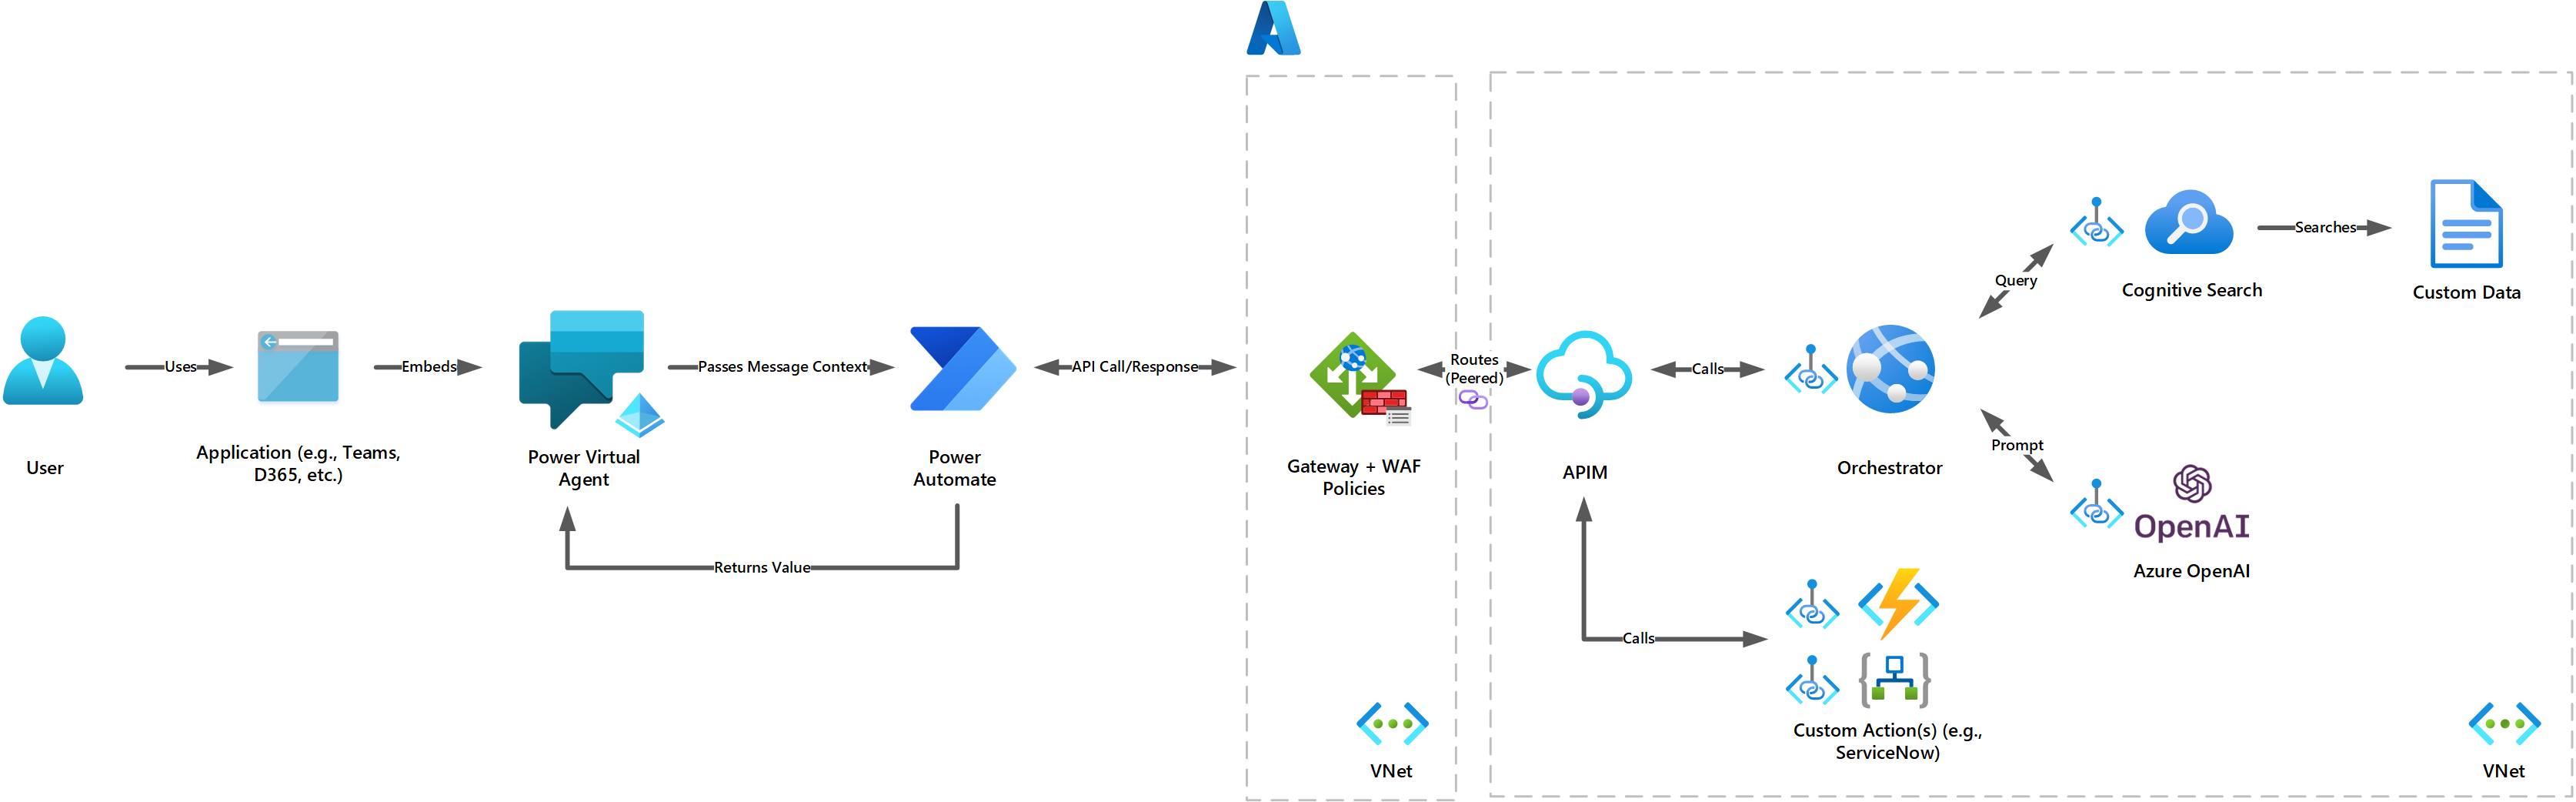 User
Uses
Application (e.g., Teams,
D365, etc.)
Embeds
Power Virtual
Agent
Passes Message Context
Power
Automate
Returns Value
API Call/Response
Gateway + WAF
Policies
VNet
Routes
(Peered)
APIM
Calls
Orchestrator
Query
Cognitive Search
Searches
Custom Data
Prompt
OpenAI
Azure OpenAI
Calls
Custom Action(s) (e.g.,
ServiceNow)
VNet